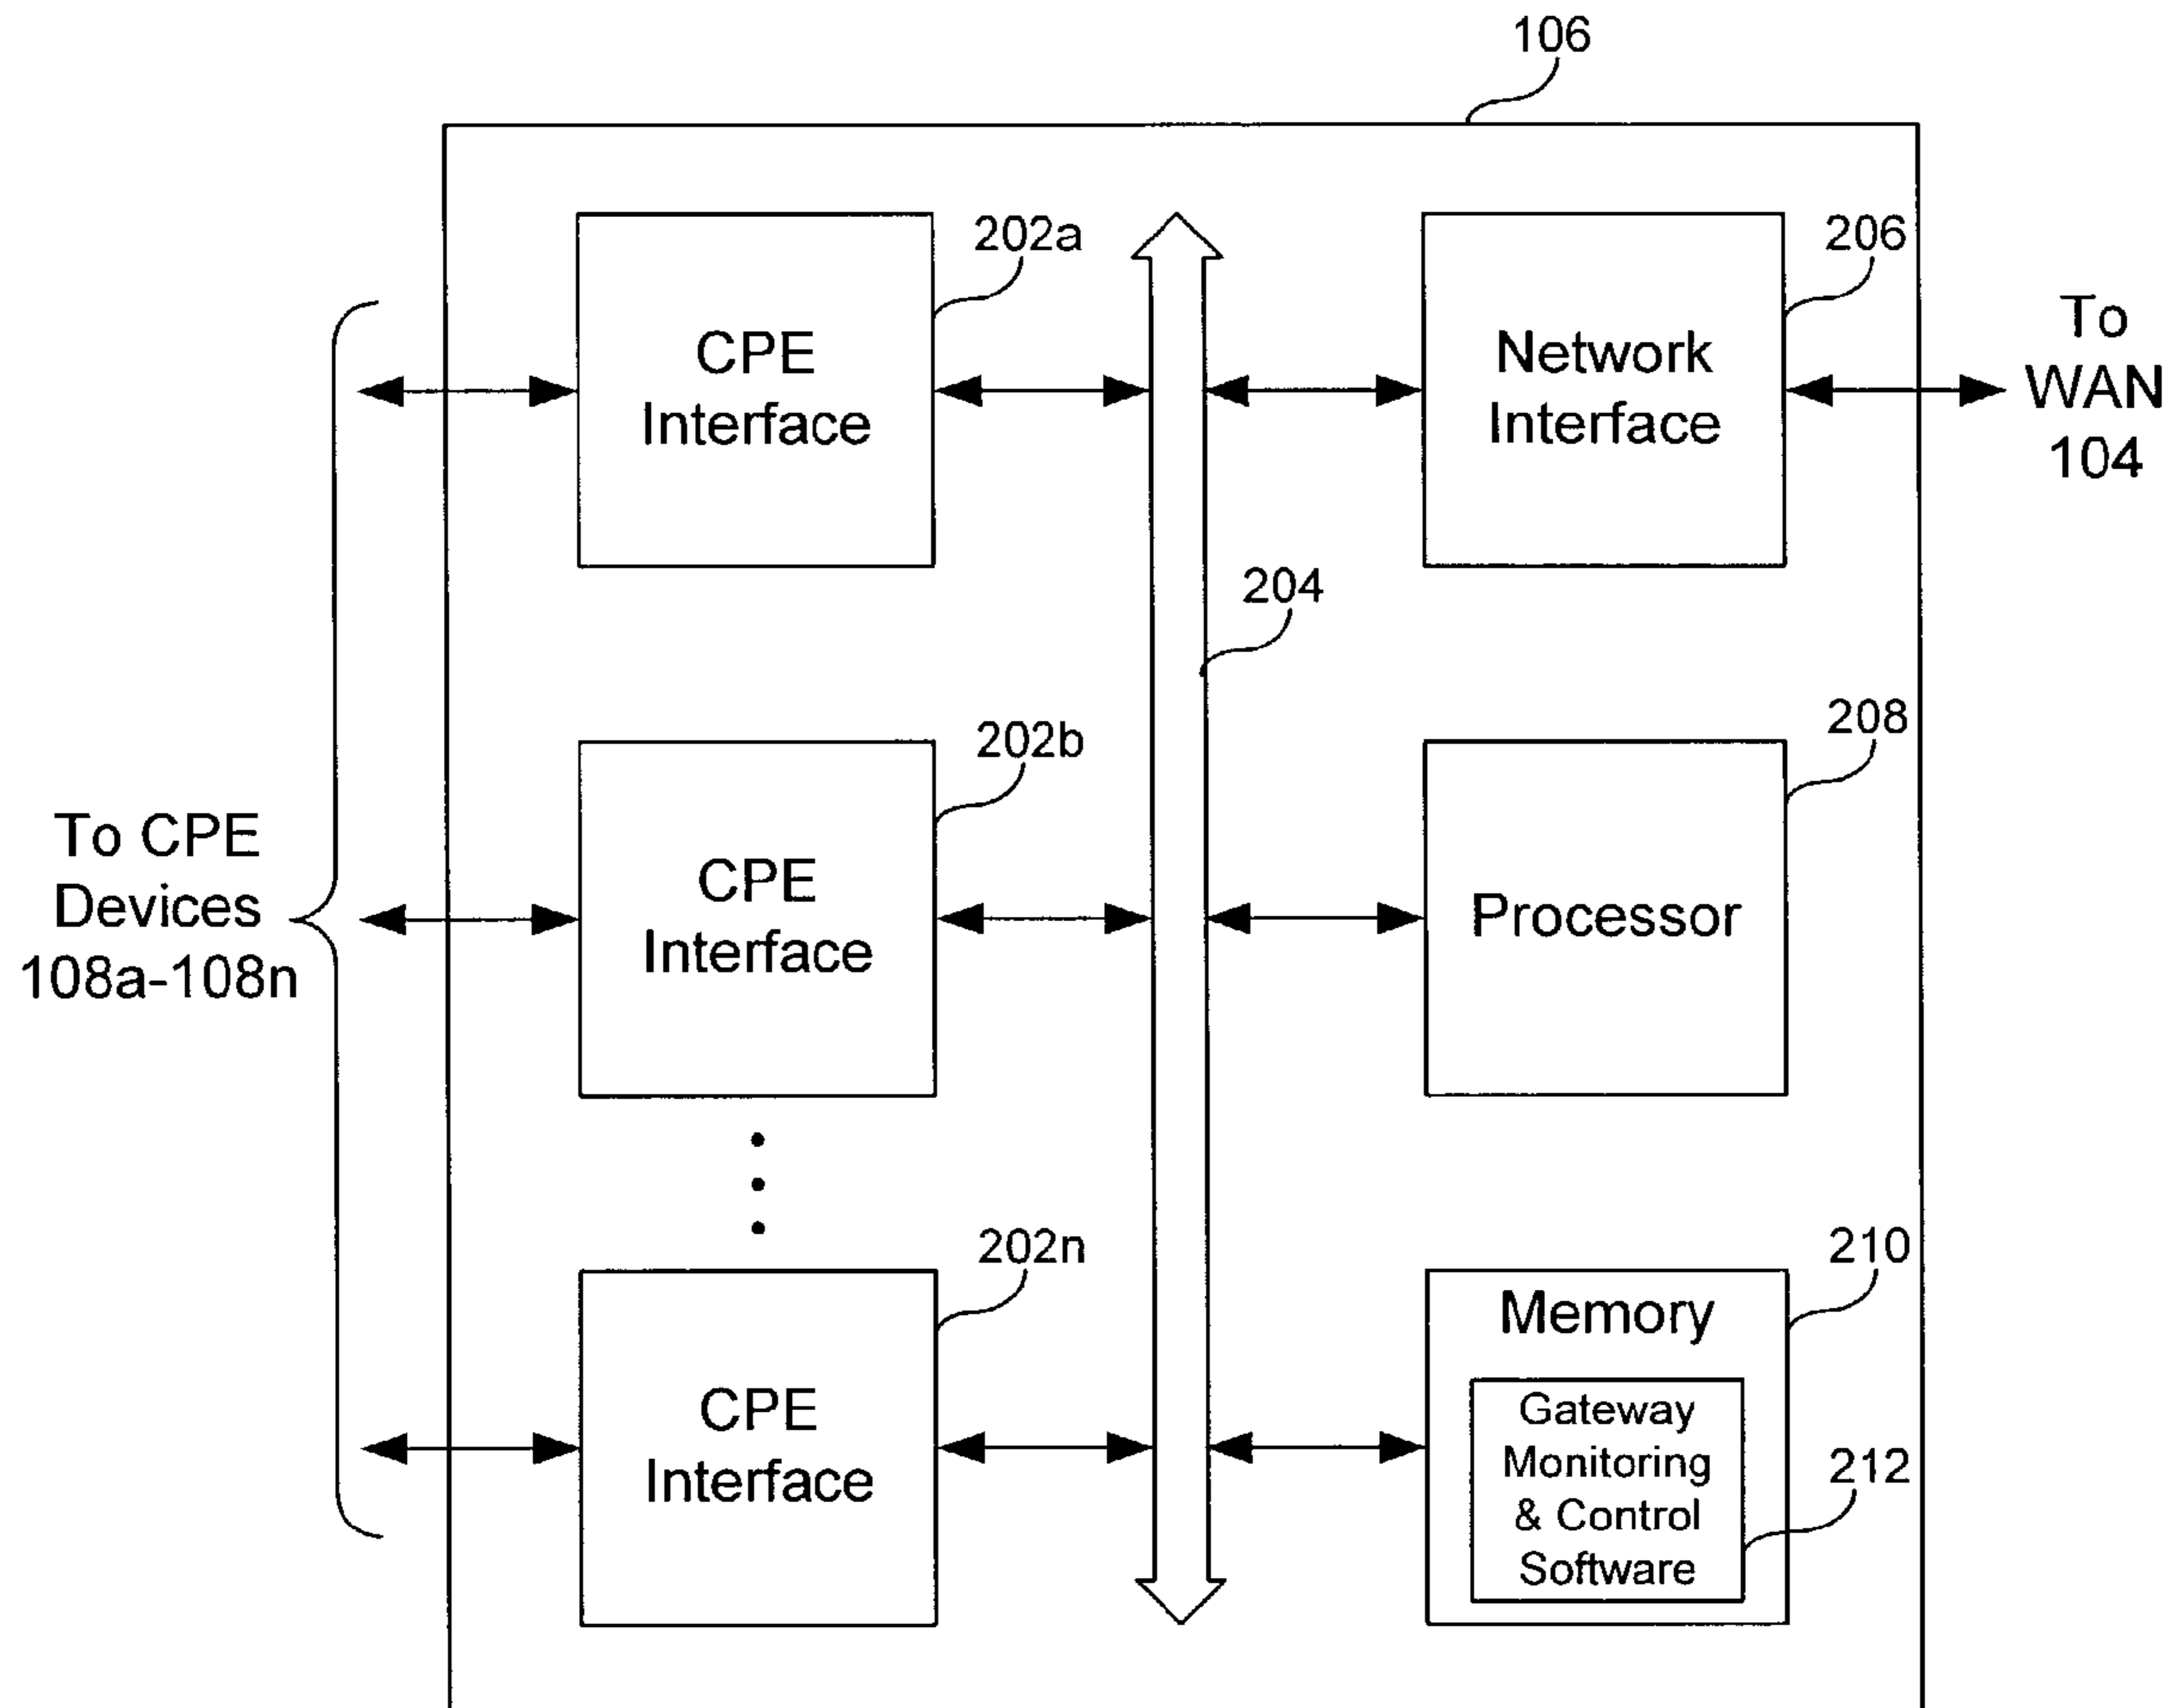 106
202a
CPE
Interface
206
Network
Interface
To
WAN
104
204
202b
CPE
Interface
208
Processor
To CPE
Devices
108a-108n
202n
CPE
Interface
210
Memory
Gateway
Monitoring
& Control
Software
212